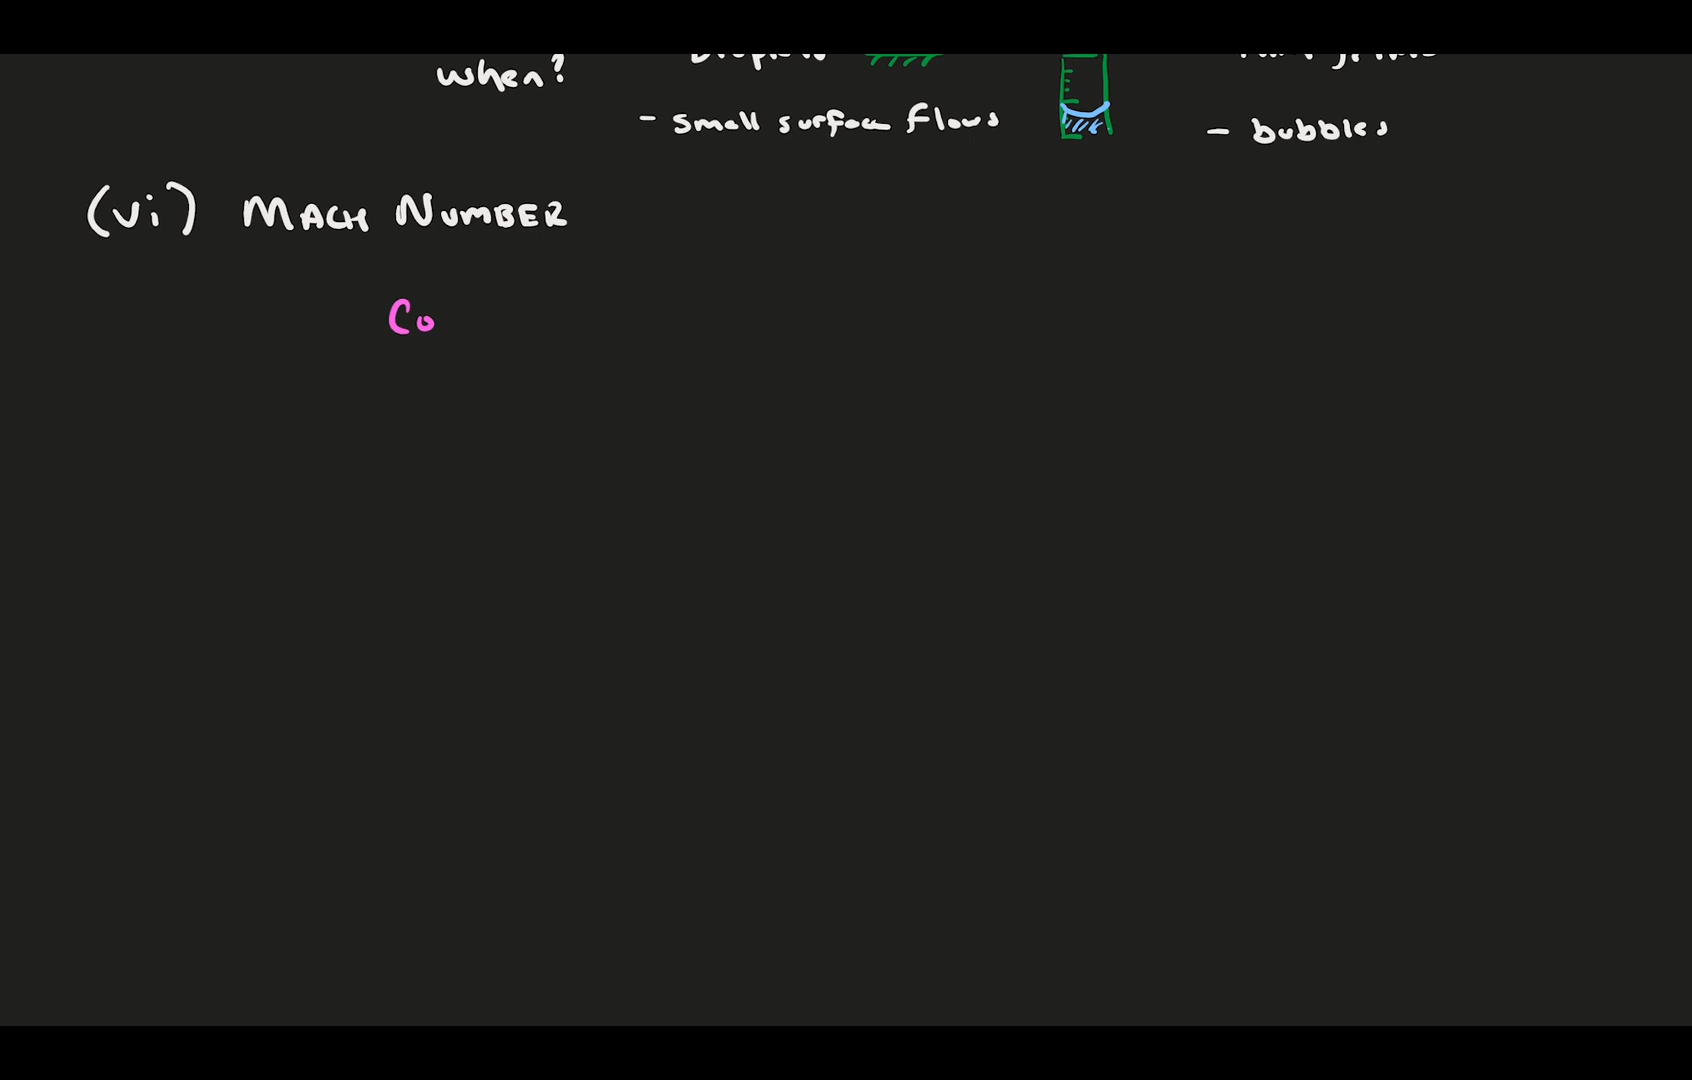 when?
- small surface flows
- bubbles
(vi) MACH NUMBER
Co